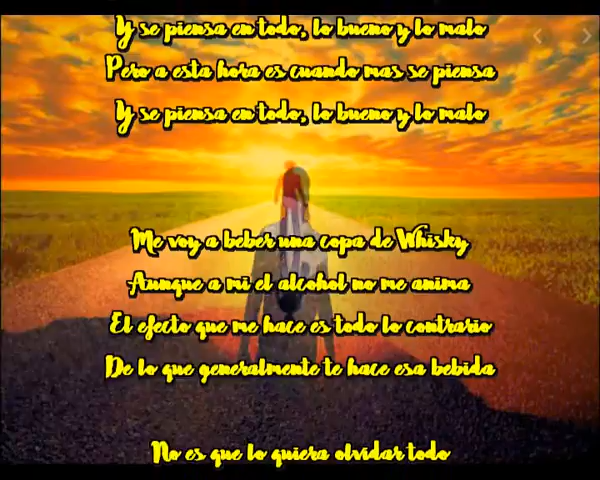 Y se piensa en todo, lo bueno y lo malo
Pero a esta hora es cuando mas se piensa
Y se piensa en todo, lo bueno y lo malo
Me voy a beber una copa de Whisky
Aunque a mi el alcohol no me anima
El efecto que me hace es todo lo contrario
De lo que generalmente te hace esa bebida
No es que lo quiera olvidar todo